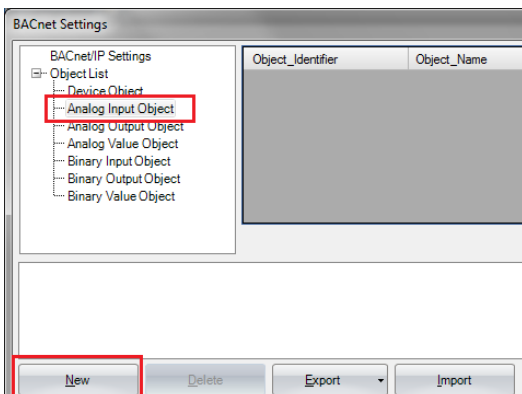 BACnet Settings
BACnet/IP Settings
Object List
Device Object
Analog Input Object
Analog Output Object
Analog Value Object
Binary Input Object
Binary Output Object
Binary Value Object
Object_Identifier
Object_Name
New
Delete
Export
Import